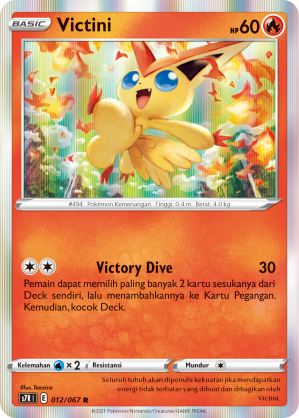 BASIC Victini HP60
#494 Pokémon Kemenangan Tinggi: 0.4 m Berat: 4.0 kg
Victory Dive 30
Pemain dapat memilih paling banyak 2 kartu sesukanya dari
Deck sendiri, lalu menambahkannya ke Kartu Pegangan.
Kemudian, kocok Deck.
Kelemahan ×2 Resistansi Mundur
Illus. Teeziro
Seluruh tubuh akan dipenuhi kekuatan jika mendapatkan
energi tidak terbatas yang dibuat dan dibagikan oleh
Victini.
s7R I E 012/067 R
©2021 Pokémon/Nintendo/Creatures/GAME FREAK.